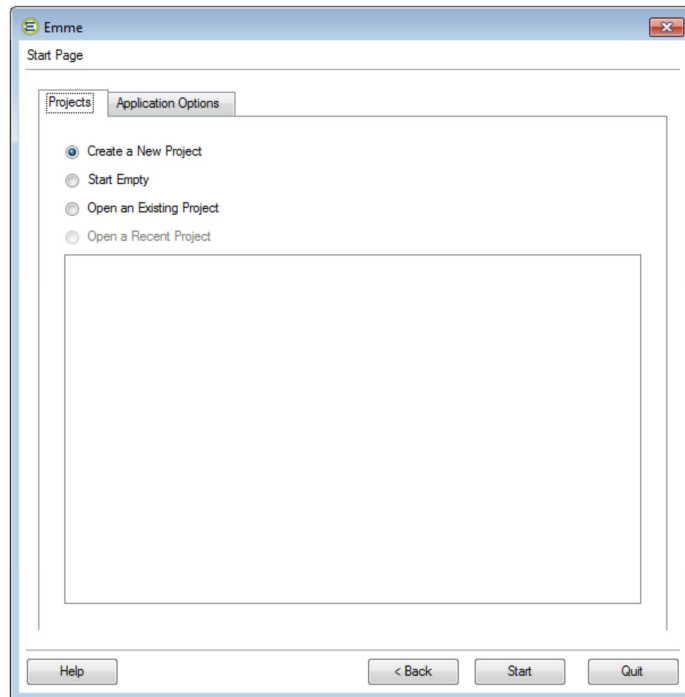 Emme
Start Page
Projects
Application Options
Create a New Project
Start Empty
Open an Existing Project
Open a Recent Project
Help
< Back
Start
Quit